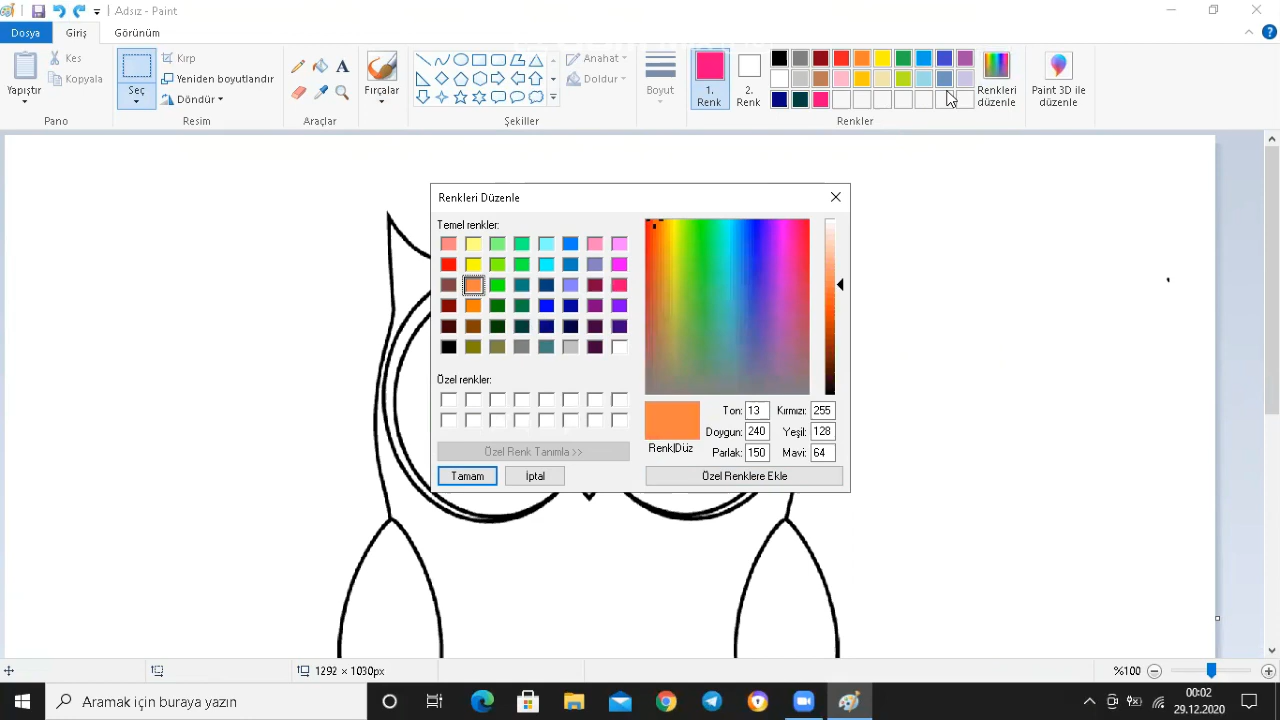 Adsız - Paint
Dosya
Giriş
Görünüm
Yapıştır
Kes
Kopyala
Pano
Seç
Kırp
Yeniden boyutlandır
Döndür
Resim
A
Araçlar
Fırçalar
Şekiller
Anahat
Doldur
Boyut
1.
Renk
2.
Renk
Renkler
Renkleri
düzenle
Paint 3D ile
düzenle
Renkleri Düzenle
Temel renkler:
Özel renkler:
Özel Renk Tanımla >>
Tamam
İptal
Renk|Düz
Ton: 13
Kırmızı: 255
Doygun: 240
Yeşil: 128
Parlak: 150
Mavi: 64
Özel Renklere Ekle
1292 × 1030px
%100
Aramak için buraya yazın
00:02
29.12.2020